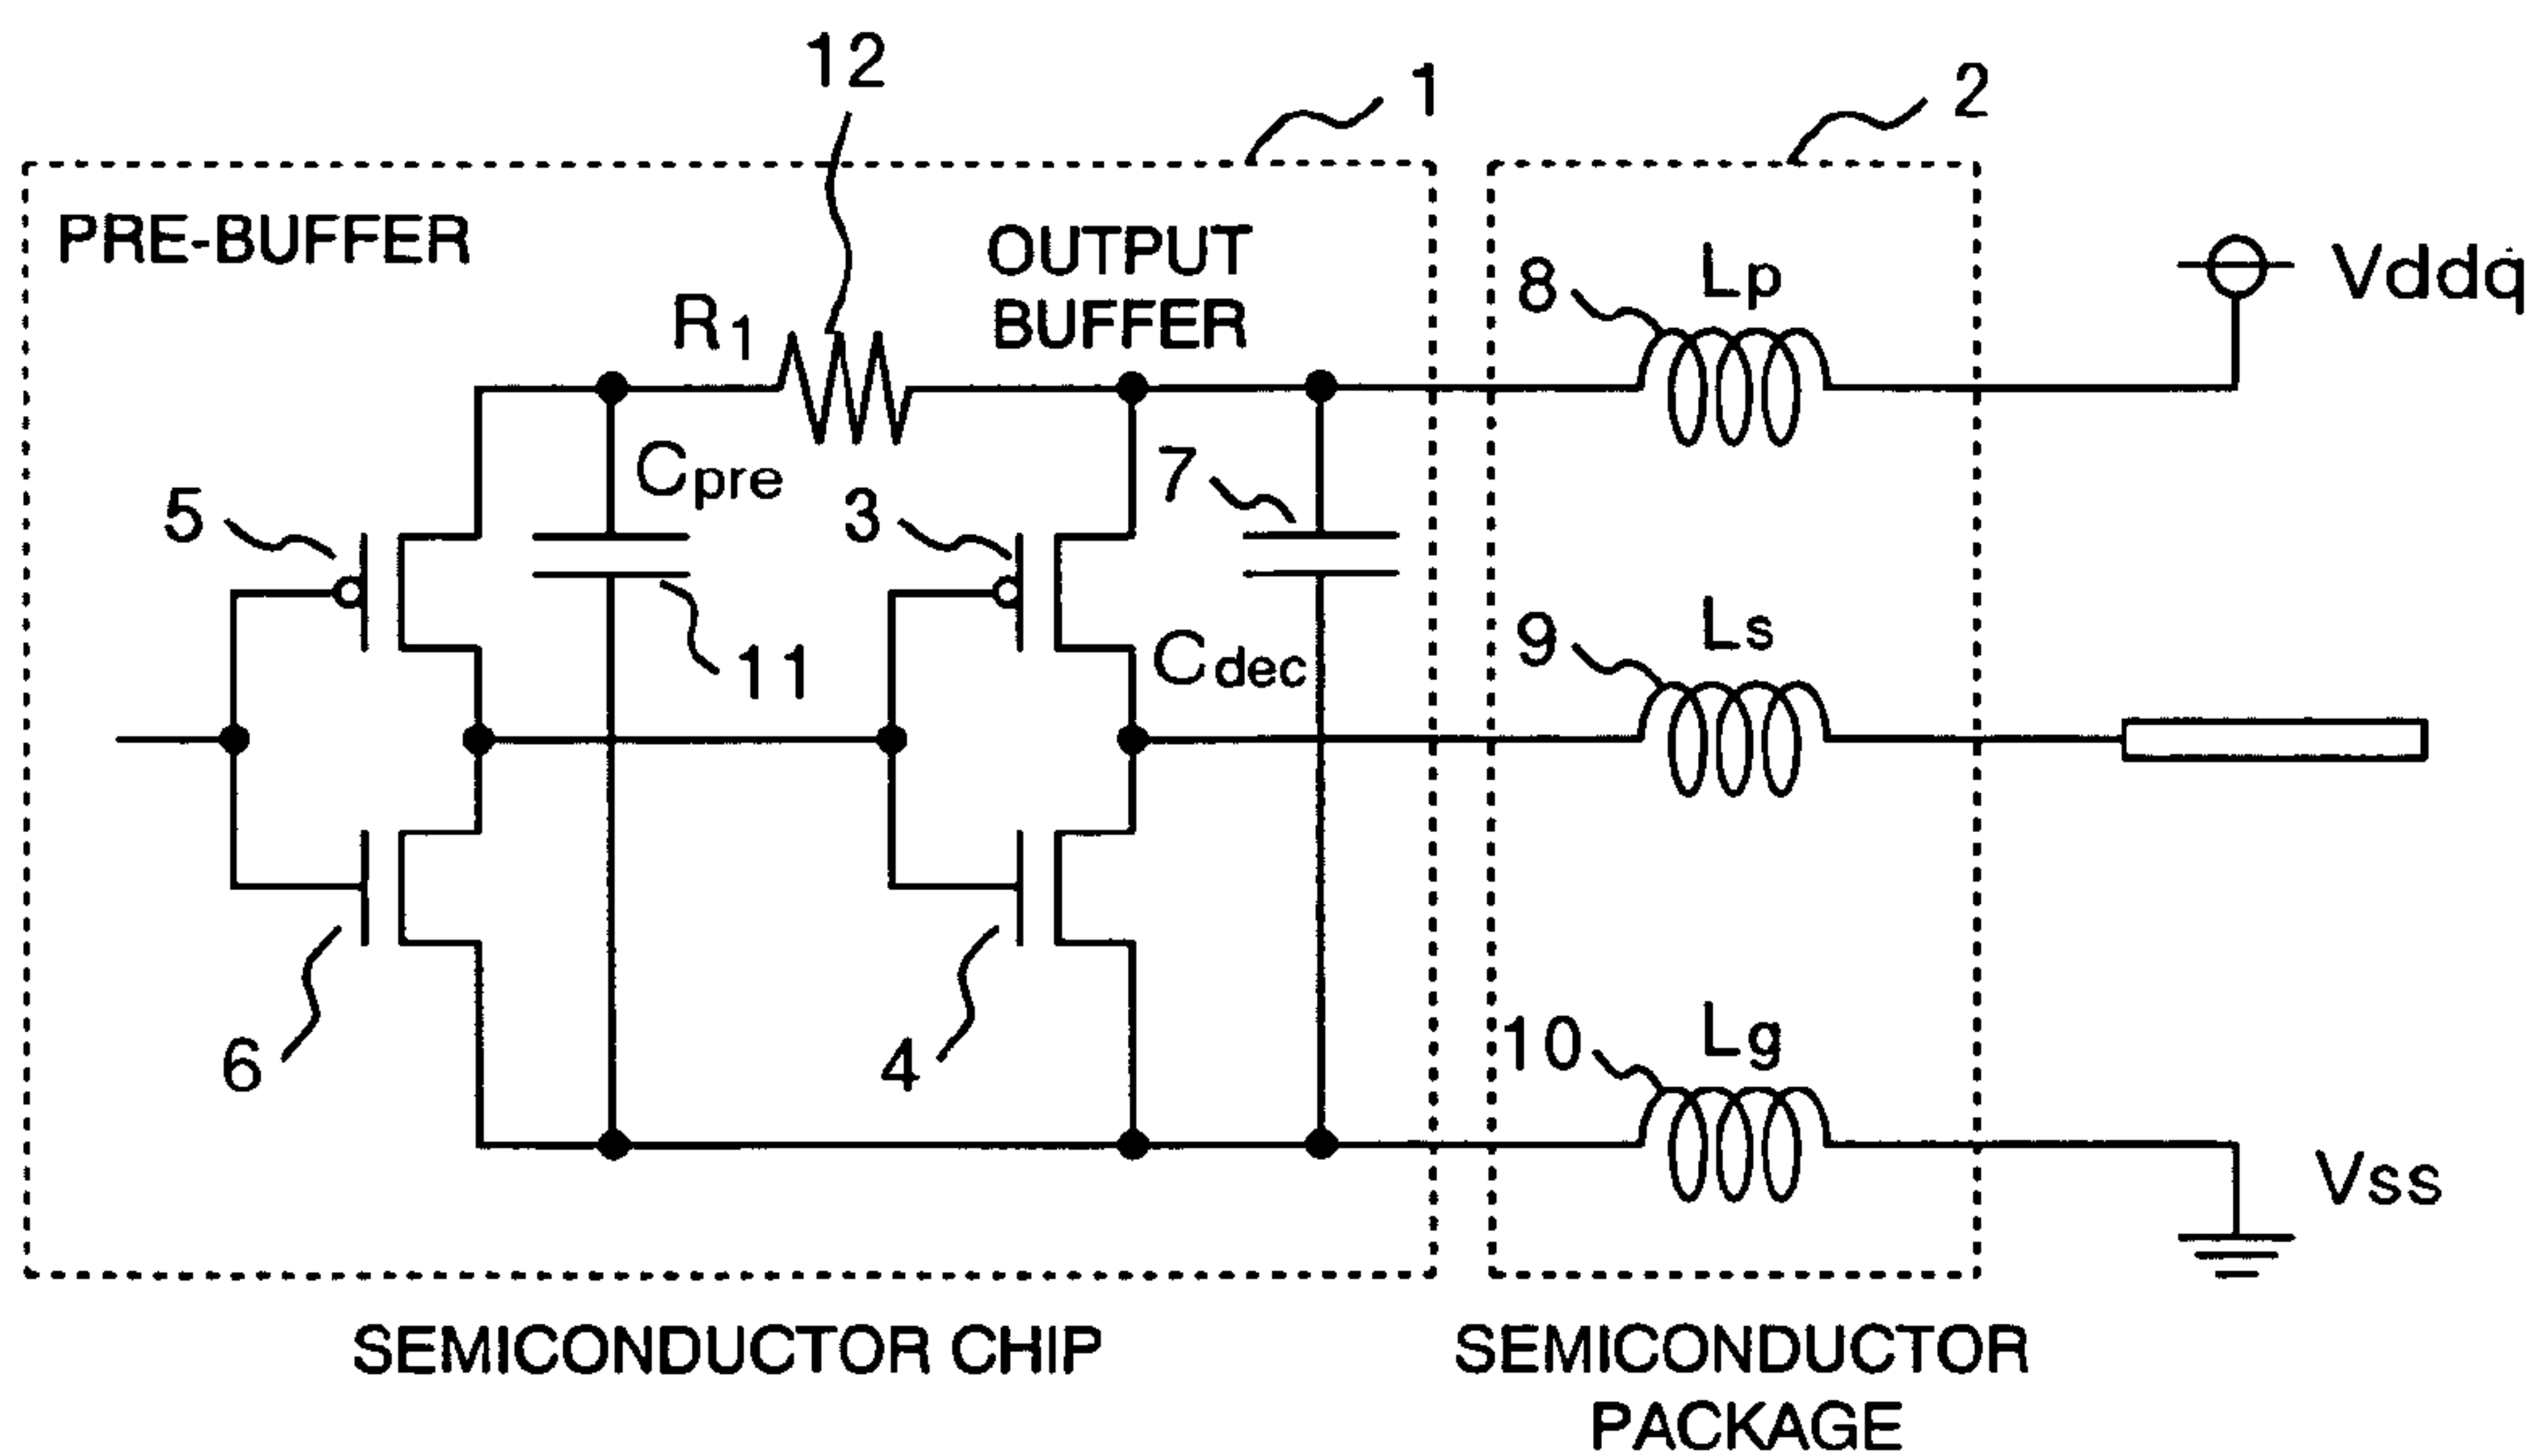 12
1
2
PRE-BUFFER
OUTPUT
BUFFER
R1
8
Lp
Vddq
Cpre
5
3
7
11
Cdec
9
Ls
6
4
10
Lg
Vss
SEMICONDUCTOR CHIP
SEMICONDUCTOR
PACKAGE